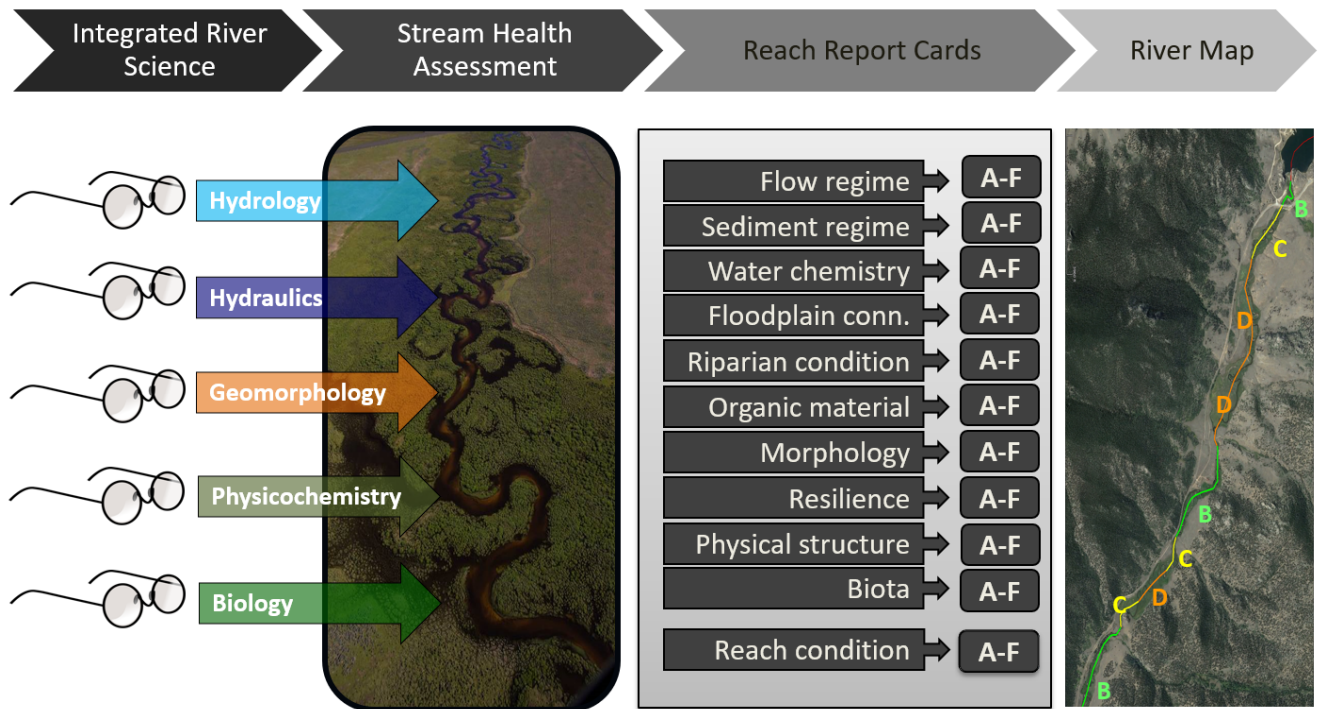 Integrated River
Science
Stream Health
Assessment
Reach Report Cards
River Map
Hydrology
Hydraulics
Geomorphology
Physicochemistry
Biology
Flow regime A-F
Sediment regime A-F
Water chemistry A-F
Floodplain conn. A-F
Riparian condition A-F
Organic material A-F
Morphology A-F
Resilience A-F
Physical structure A-F
Biota A-F
Reach condition A-F
B
C
D
D
B
C
D
C
B